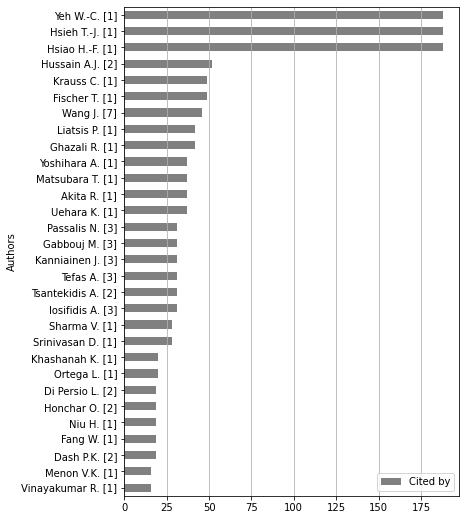 Yeh W.-C. [1]
Hsieh T.-J. [1]
Hsiao H.-F. [1]
Hussain A.J. [2]
Krauss C. [1]
Fischer T. [1]
Wang J. [7]
Liatsis P. [1]
Ghazali R. [1]
Yoshihara A. [1]
Matsubara T. [1]
Akita R. [1]
Uehara K. [1]
Passalis N. [3]
Gabbouj M. [3]
Kanniainen J. [3]
Tefas A. [3]
Tsantekidis A. [2]
Iosifidis A. [3]
Sharma V. [1]
Srinivasan D. [1]
Khashanah K. [1]
Ortega L. [1]
Di Persio L. [2]
Honchar O. [2]
Niu H. [1]
Fang W. [1]
Dash P.K. [2]
Menon V.K. [1]
Vinayakumar R. [1]
Authors
Cited by
0 25 50 75 100 125 150 175